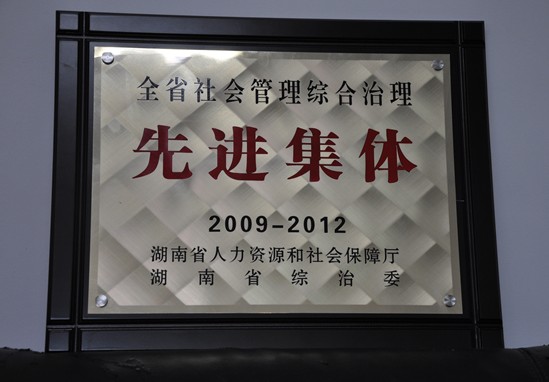 全省社会管理综合治理
先进集体
2009-2012
湖南省人力资源和社会保障厅
湖南省综治委